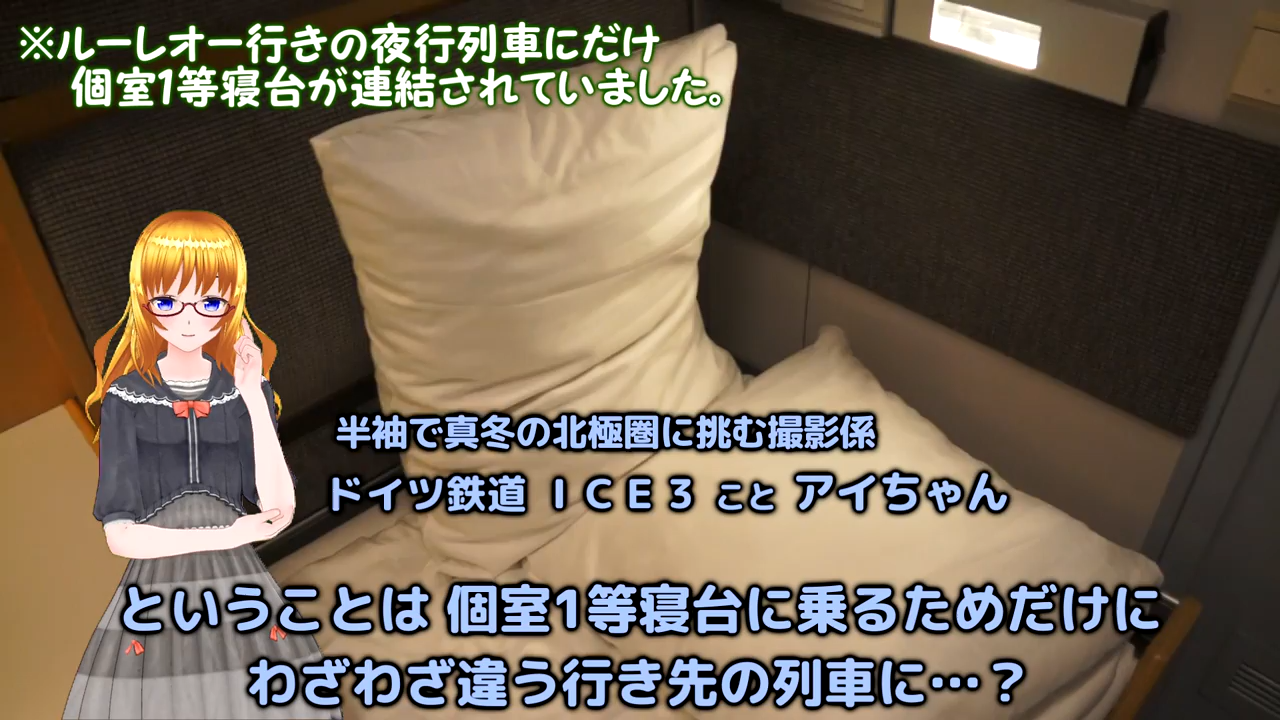 ※ルーレオー行きの夜行列車にだけ
個室1等寝台が連結されていました。
半袖で真冬の北極圏に挑む撮影係
ドイツ鉄道 ＩＣＥ３ こと アイちゃん
ということは 個室1等寝台に乗るためだけに
わざわざ違う行き先の列車に…？